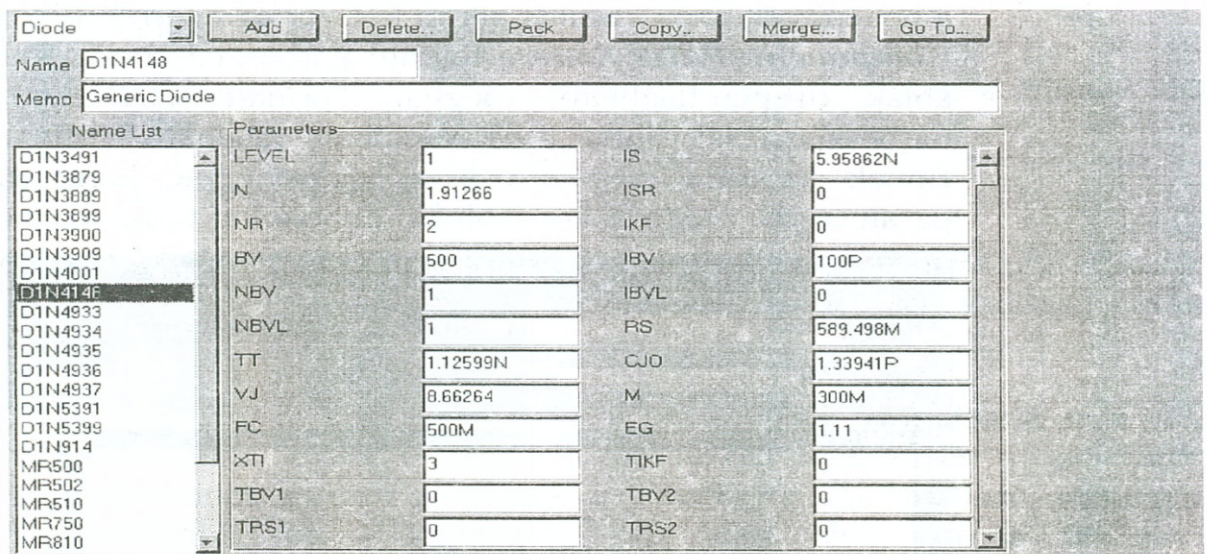 Diode Add Delete.. Pack Copy.. Merge... Go To...
Name D1N4148
Memo Generic Diode
Name List
D1N3491
D1N3879
D1N3889
D1N3899
D1N3900
D1N3909
D1N4001
D1N4148
D1N4933
D1N4934
D1N4935
D1N4936
D1N4937
D1N5391
D1N5399
D1N914
MR500
MR502
MR510
MR750
MR810
Parameters
LEVEL 1 IS 5.95862N
N 1.91266 ISR 0
NR 2 IKF 0
BV 500 IBV 100P
NBV 1 IBVL 0
NBVL 1 RS 589.498M
TT 1.12599N CJO 1.33941P
VJ 8.66264 M 300M
FC 500M EG 1.11
XTI 3 TIKF 0
TBV1 0 TBV2 0
TRS1 0 TRS2 0